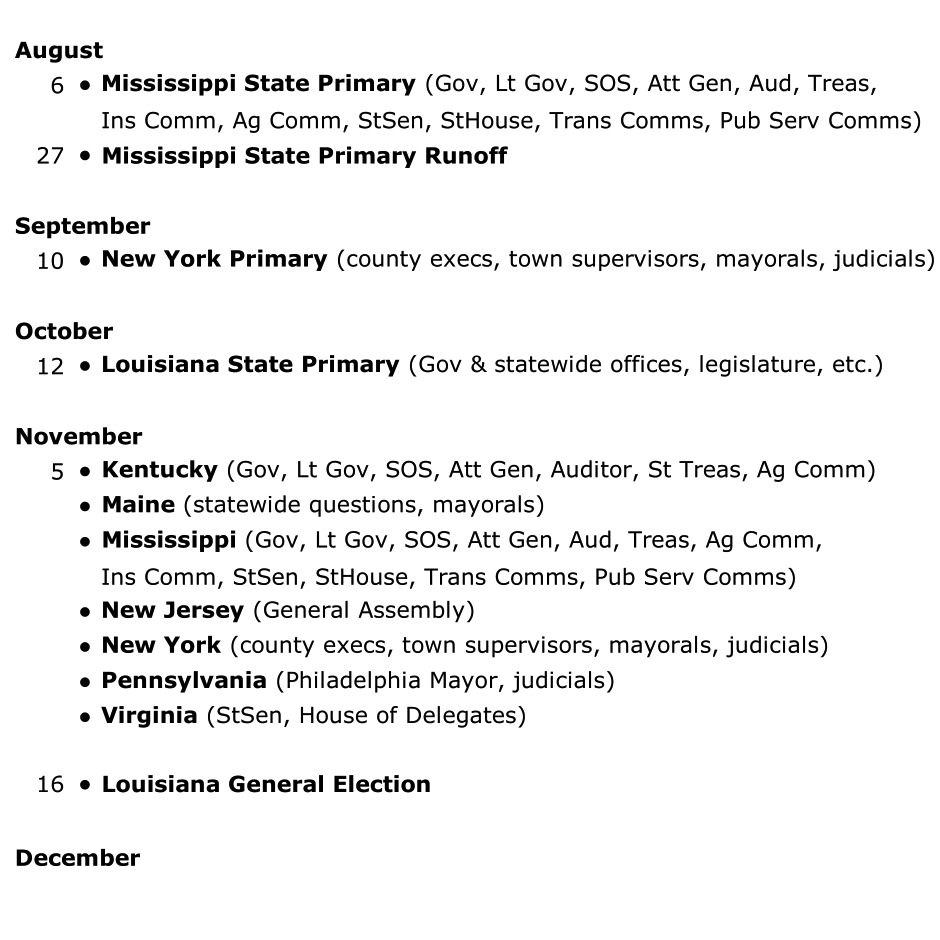 August
6 • Mississippi State Primary (Gov, Lt Gov, SOS, Att Gen, Aud, Treas,
Ins Comm, Ag Comm, StSen, StHouse, Trans Comms, Pub Serv Comms)
27 • Mississippi State Primary Runoff
September
10 • New York Primary (county execs, town supervisors, mayorals, judicials)
October
12 • Louisiana State Primary (Gov & statewide offices, legislature, etc.)
November
5 • Kentucky (Gov, Lt Gov, SOS, Att Gen, Auditor, St Treas, Ag Comm)
• Maine (statewide questions, mayorals)
• Mississippi (Gov, Lt Gov, SOS, Att Gen, Aud, Treas, Ag Comm,
Ins Comm, StSen, StHouse, Trans Comms, Pub Serv Comms)
• New Jersey (General Assembly)
• New York (county execs, town supervisors, mayorals, judicials)
• Pennsylvania (Philadelphia Mayor, judicials)
• Virginia (StSen, House of Delegates)
16 • Louisiana General Election
December